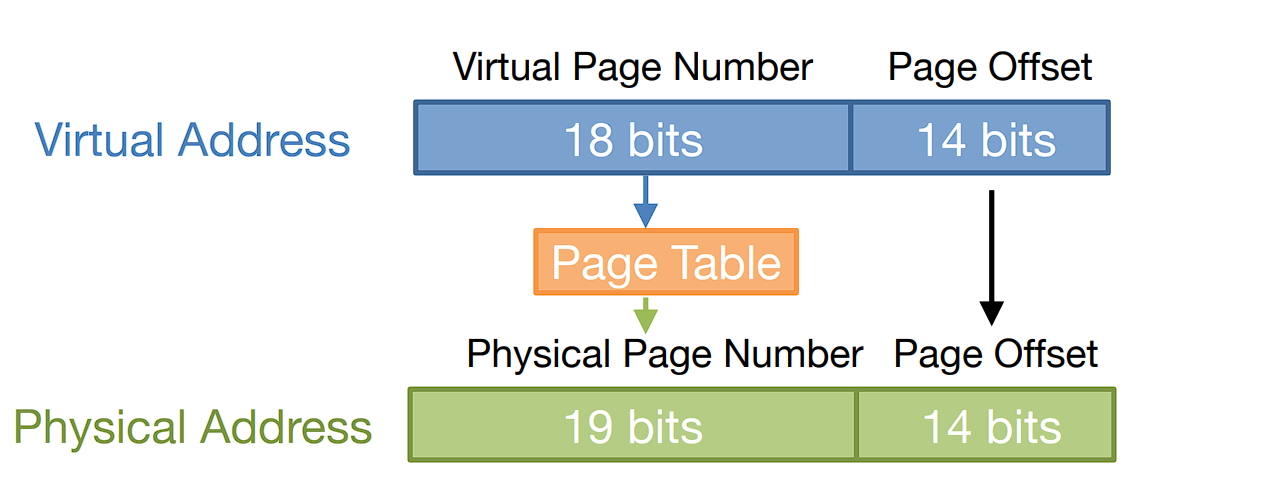 Virtual Page Number Page Offset
Virtual Address 18 bits 14 bits
Page Table
Physical Page Number Page Offset
Physical Address 19 bits 14 bits